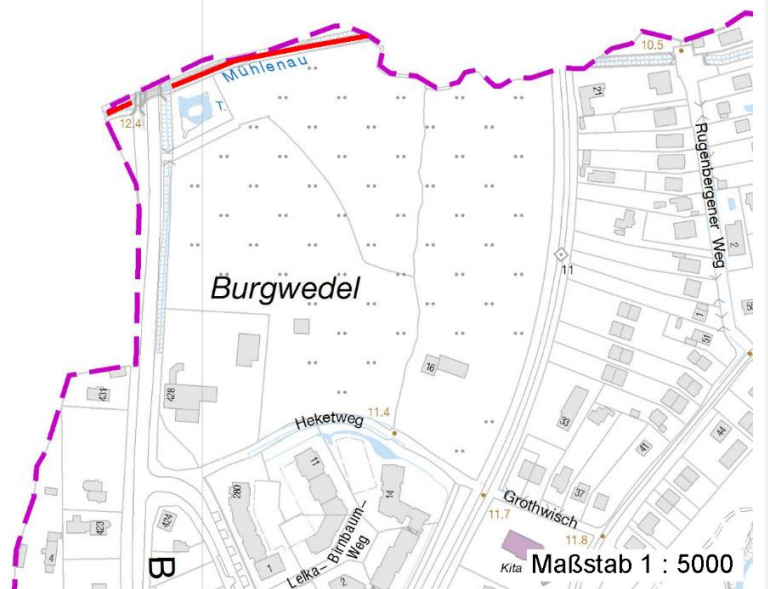 10.5
Mühlenau
T.
12.4
21
Rugenbergener Weg
2
11
Burgwedel
1
51
55
16
431
428
Heketweg
11.4
33
44
41
11
280
14
37
11.7
Grothwisch
424
423
4
B
1
Lelka-Birnbaum-
Weg
2
11.8
Kita
Maßstab 1 : 5000